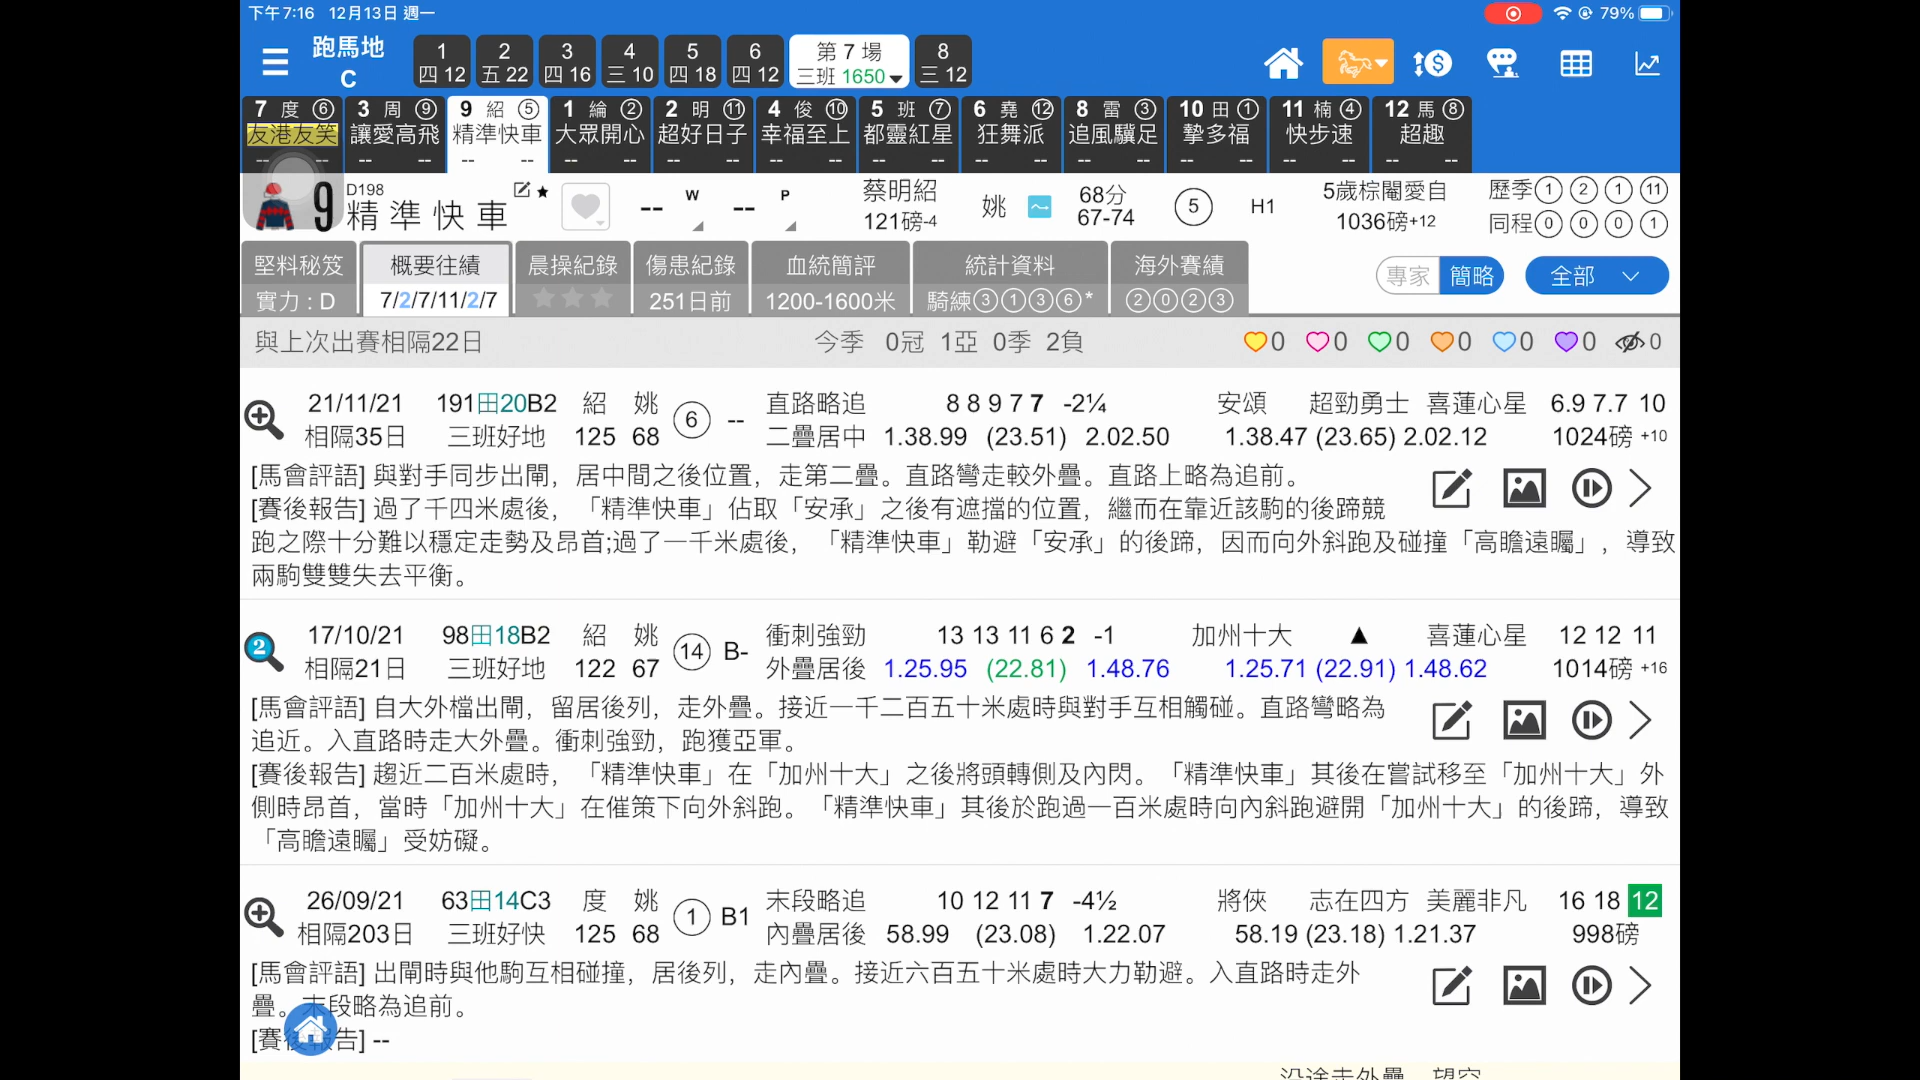 下午7:16 12月13日 週一 79%
跑馬地 C
1 四 12
2 五 22
3 四 16
4 三 10
5 四 18
6 四 12
第 7 場 三班 1650
8 三 12
7 度 ⑥ 友港友笑 -- --
3 周 ⑨ 讓愛高飛 -- --
9 紹 ⑤ 精準快車 -- --
1 綸 ② 大眾開心 -- --
2 明 ⑪ 超好日子 -- --
4 俊 ⑩ 幸福至上 -- --
5 班 ⑦ 都靈紅星 -- --
6 堯 ⑫ 狂舞派 -- --
8 雷 ③ 追風驥足 -- --
10 田 ① 摯多福 -- --
11 楠 ④ 快步速 -- --
12 馬 ⑧ 超趣 -- --
9 D198 精準快車 -- W -- P
蔡明紹 121磅-4 姚 68分 67-74 ⑤ H1
5歲棕閹愛自 1036磅+12
歷季 ① ② ① ⑪
同程 ⓪ ⓪ ⓪ ①
堅料秘笈 實力 : D
概要往績 7/2/7/11/2/7
晨操紀錄 ★★★
傷患紀錄 251日前
血統簡評 1200-1600米
統計資料 騎練③①③⑥*
海外賽績 ②⓪②③
專家 簡略 全部
與上次出賽相隔22日 今季 0冠 1亞 0季 2負 0 0 0 0 0 0 0
21/11/21 191田20B2 紹 姚 ⑥ -- 直路略追 8 8 9 7 7 -2¼ 安頌 超勁勇士 喜蓮心星 6.9 7.7 10
相隔35日 三班好地 125 68 二疊居中 1.38.99 (23.51) 2.02.50 1.38.47 (23.65) 2.02.12 1024磅 +10
[馬會評語] 與對手同步出閘，居中間之後位置，走第二疊。直路彎走較外疊。直路上略為追前。
[賽後報告] 過了千四米處後，「精準快車」佔取「安承」之後有遮擋的位置，繼而在靠近該駒的後蹄競
跑之際十分難以穩定走勢及昂首;過了一千米處後，「精準快車」勒避「安承」的後蹄，因而向外斜跑及碰撞「高瞻遠矚」，導致
兩駒雙雙失去平衡。
17/10/21 98田18B2 紹 姚 ⑭ B- 衝刺強勁 13 13 11 6 2 -1 加州十大 ▲ 喜蓮心星 12 12 11
2 相隔21日 三班好地 122 67 外疊居後 1.25.95 (22.81) 1.48.76 1.25.71 (22.91) 1.48.62 1014磅 +16
[馬會評語] 自大外檔出閘，留居後列，走外疊。接近一千二百五十米處時與對手互相觸碰。直路彎略為
追近。入直路時走大外疊。衝刺強勁，跑獲亞軍。
[賽後報告] 趨近二百米處時，「精準快車」在「加州十大」之後將頭轉側及內閃。「精準快車」其後在嘗試移至「加州十大」外
側時昂首，當時「加州十大」在催策下向外斜跑。「精準快車」其後於跑過一百米處時向內斜跑避開「加州十大」的後蹄，導致
「高瞻遠矚」受妨礙。
26/09/21 63田14C3 度 姚 ① B1 末段略追 10 12 11 7 -4½ 將俠 志在四方 美麗非凡 16 18 12
相隔203日 三班好快 125 68 內疊居後 58.99 (23.08) 1.22.07 58.19 (23.18) 1.21.37 998磅
[馬會評語] 出閘時與他駒互相碰撞，居後列，走內疊。接近六百五十米處時大力勒避。入直路時走外
疊。末段略為追前。
[賽後報告] --
沿途走外疊，望空